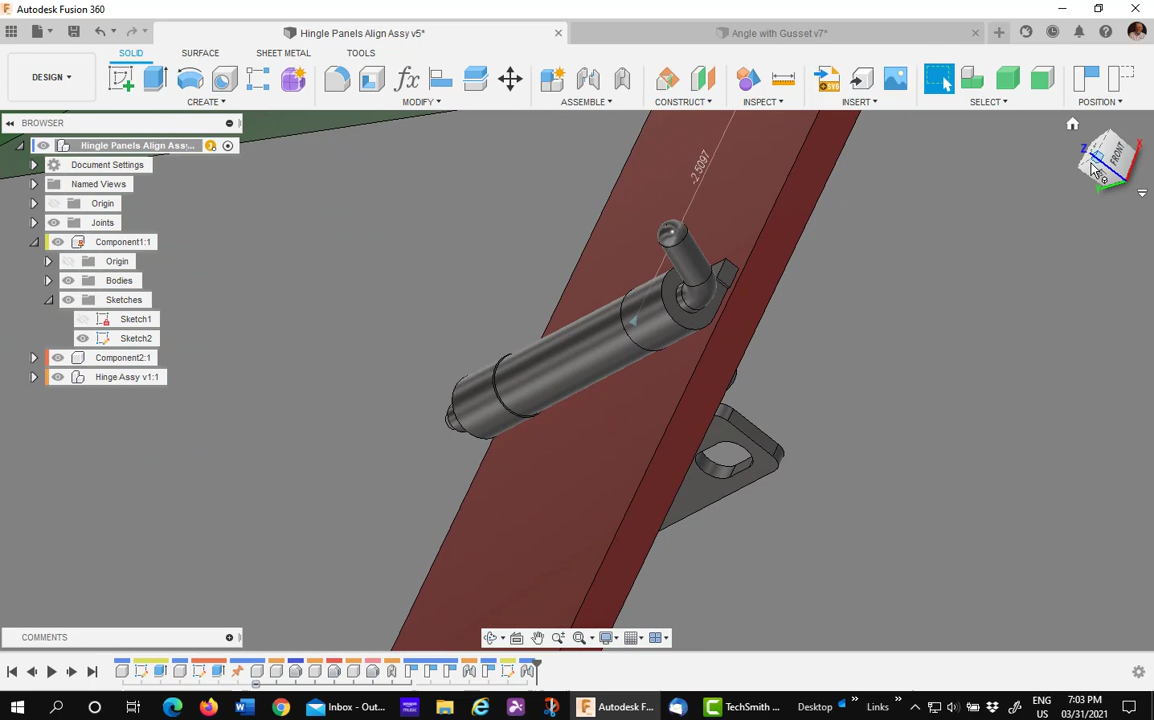 Autodesk Fusion 360
Hingle Panels Align Assy v5*
Angle with Gusset v7*
DESIGN
SOLID
SURFACE
SHEET METAL
TOOLS
CREATE
MODIFY
ASSEMBLE
CONSTRUCT
INSPECT
INSERT
SELECT
POSITION
fx
SVG
BROWSER
Hingle Panels Align Ass;...
Document Settings
Named Views
Origin
Joints
Component1:1
Origin
Bodies
Sketches
Sketch1
Sketch2
Component2:1
Hinge Assy v1:1
-2.5097
FRONT
X
Y
Z
COMMENTS
Inbox - Out...
Autodesk F...
TechSmith ...
Desktop
Links
ENG
US
7:03 PM
03/31/2021